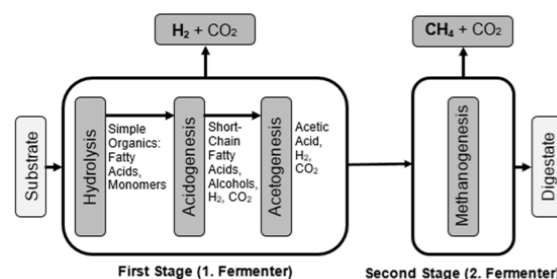 H₂ + CO₂
CH₄ + CO₂
Substrate
Hydrolysis
Simple
Organics:
Fatty
Acids,
Monomers
Acidogenesis
Short-
Chain
Fatty
Acids,
Alcohols,
H₂, CO₂
Acetogenesis
Acetic
Acid,
H₂,
CO₂
Methanogenesis
Digestate
First Stage (1. Fermenter)
Second Stage (2. Fermenter)